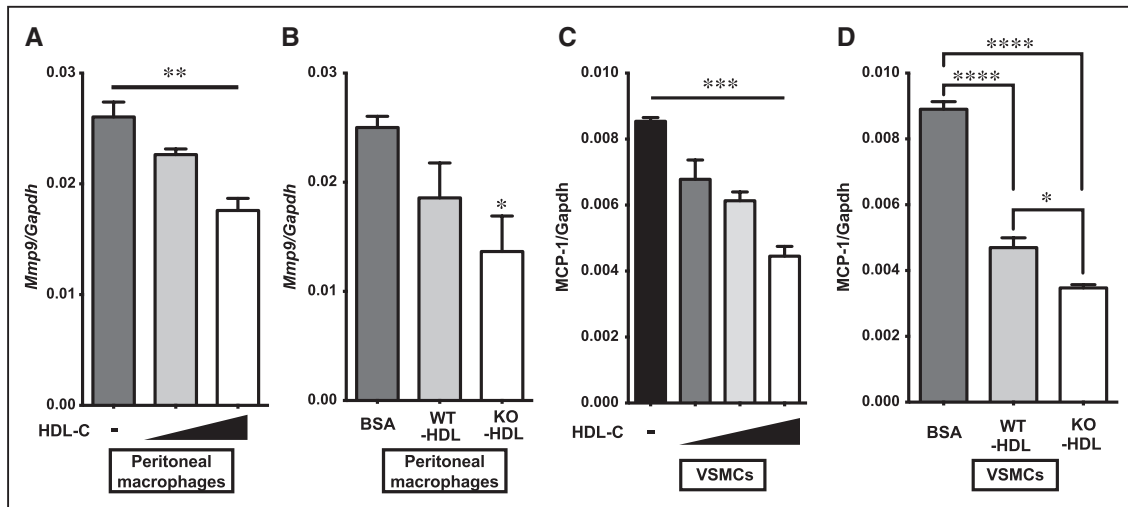 A
**
0.03
0.02
0.01
0.00
Mmp9/Gapdh
HDL-C
-
Peritoneal
macrophages
B
0.03
0.02
0.01
0.00
Mmp9/Gapdh
*
BSA
WT
-HDL
KO
-HDL
Peritoneal
macrophages
C
***
0.010
0.008
0.006
0.004
0.002
0.000
MCP-1/Gapdh
HDL-C
-
VSMCs
D
****
****
*
0.010
0.008
0.006
0.004
0.002
0.000
MCP-1/Gapdh
BSA
WT
-HDL
KO
-HDL
VSMCs